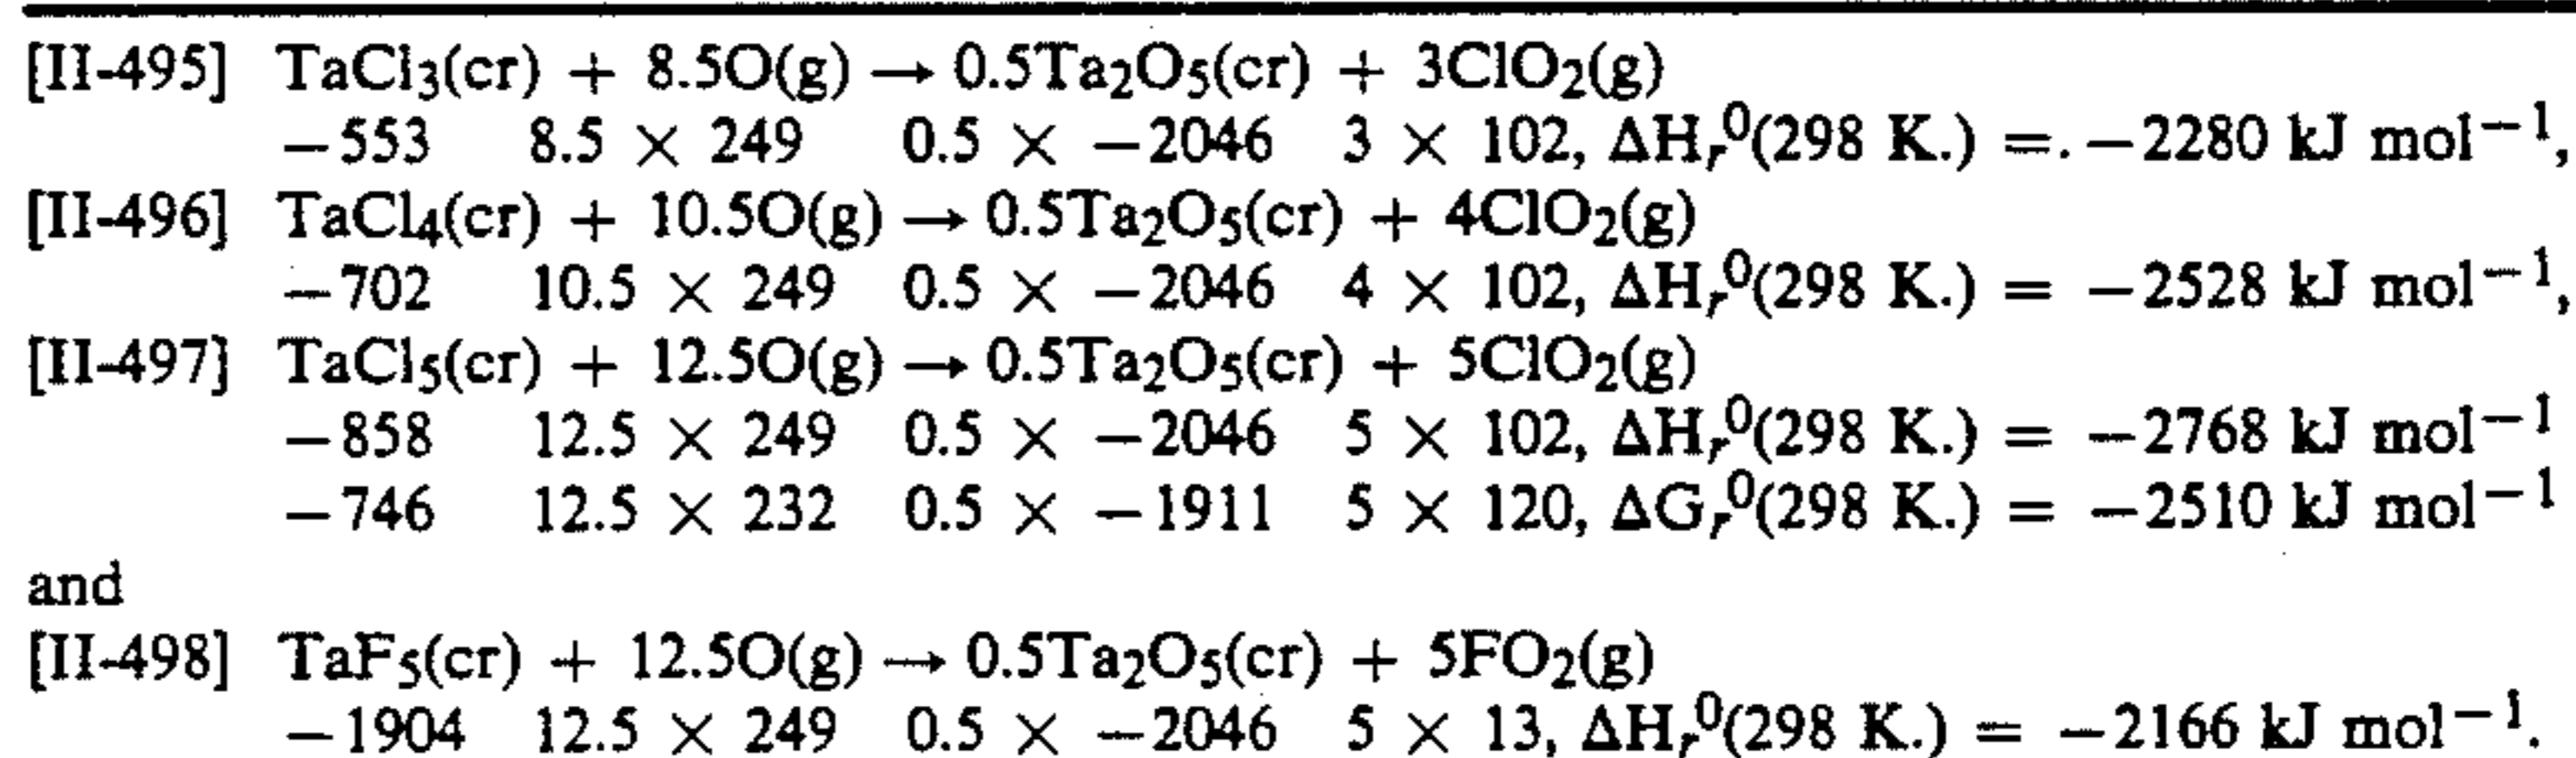 [II-495] TaCl₃(cr) + 8.5O(g) → 0.5Ta₂O₅(cr) + 3ClO₂(g)
−553 8.5 × 249 0.5 × −2046 3 × 102, ΔHᵣ⁰(298 K.) =. −2280 kJ mol⁻¹,
[II-496] TaCl₄(cr) + 10.5O(g) → 0.5Ta₂O₅(cr) + 4ClO₂(g)
−702 10.5 × 249 0.5 × −2046 4 × 102, ΔHᵣ⁰(298 K.) = −2528 kJ mol⁻¹,
[II-497] TaCl₅(cr) + 12.5O(g) → 0.5Ta₂O₅(cr) + 5ClO₂(g)
−858 12.5 × 249 0.5 × −2046 5 × 102, ΔHᵣ⁰(298 K.) = −2768 kJ mol⁻¹
−746 12.5 × 232 0.5 × −1911 5 × 120, ΔGᵣ⁰(298 K.) = −2510 kJ mol⁻¹
and
[II-498] TaF₅(cr) + 12.5O(g) → 0.5Ta₂O₅(cr) + 5FO₂(g)
−1904 12.5 × 249 0.5 × −2046 5 × 13, ΔHᵣ⁰(298 K.) = −2166 kJ mol⁻¹.